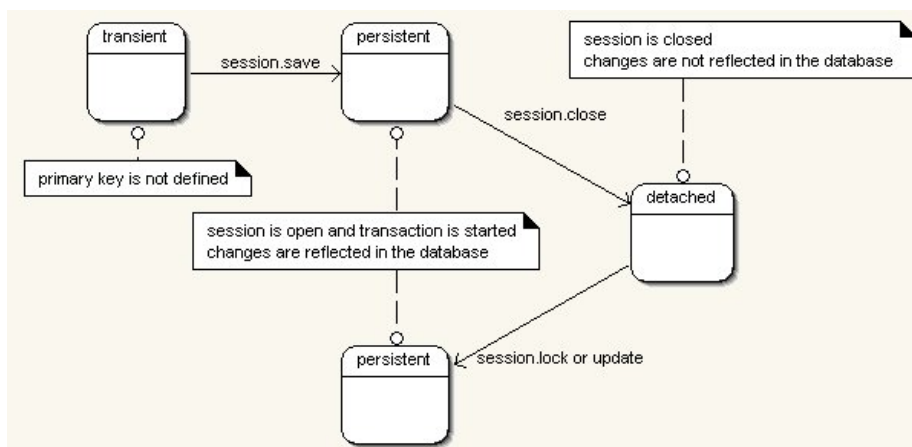 transient
persistent
session is closed
changes are not reflected in the database
session.save
session.close
primary key is not defined
detached
session is open and transaction is started
changes are reflected in the database
persistent
session.lock or update